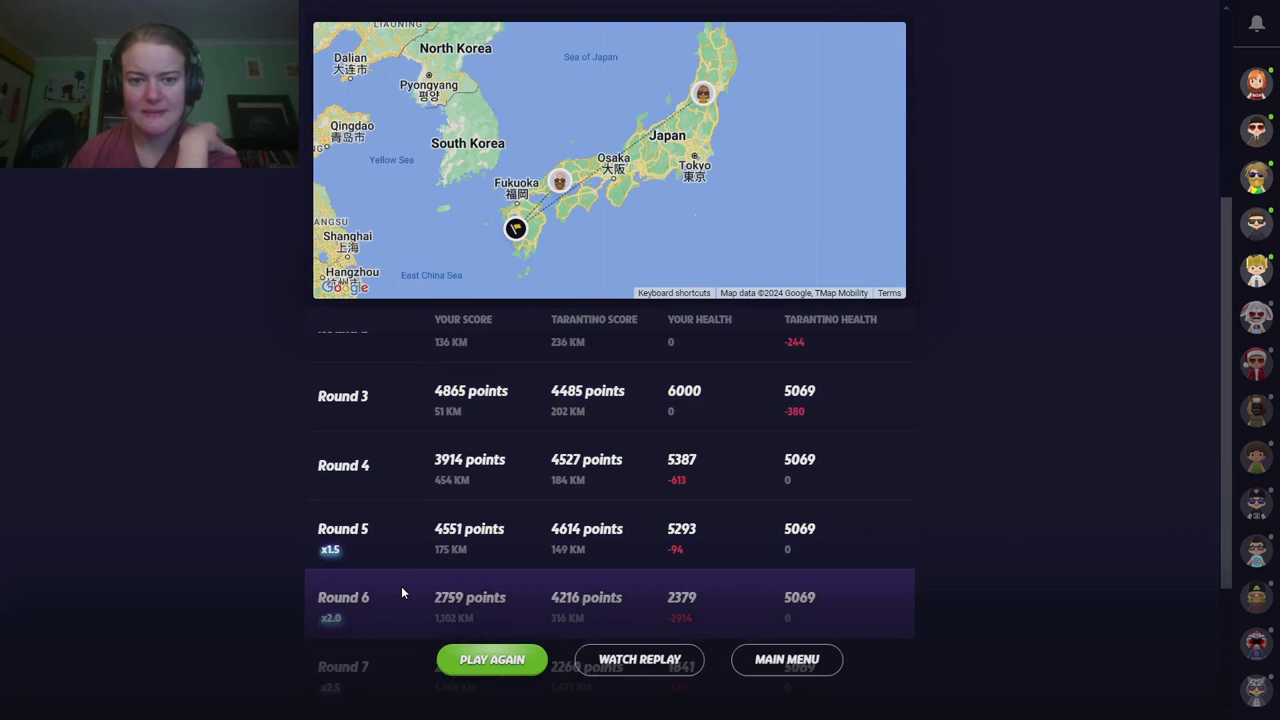 LIAONING
North Korea
Sea of Japan
Dalian
大连市
Pyongyang
평양
Qingdao
青岛市
South Korea
Japan
Yellow Sea
Osaka
大阪
Tokyo
東京
Fukuoka
福岡
ANGSU
Shanghai
上海
Hangzhou
East China Sea
Google
Keyboard shortcuts
Map data ©2024 Google, TMap Mobility
Terms
YOUR SCORE TARANTINO SCORE YOUR HEALTH TARANTINO HEALTH
136 KM 236 KM 0 -244
Round 3 4865 points 4485 points 6000 5069
51 KM 202 KM 0 -380
Round 4 3914 points 4527 points 5387 5069
454 KM 184 KM -613 0
Round 5 4551 points 4614 points 5293 5069
x1.5 175 KM 149 KM -94 0
Round 6 2759 points 4216 points 2379 5069
x2.0 1,102 KM 316 KM -2914 0
PLAY AGAIN WATCH REPLAY MAIN MENU
Round 7 points 1841
x2.5